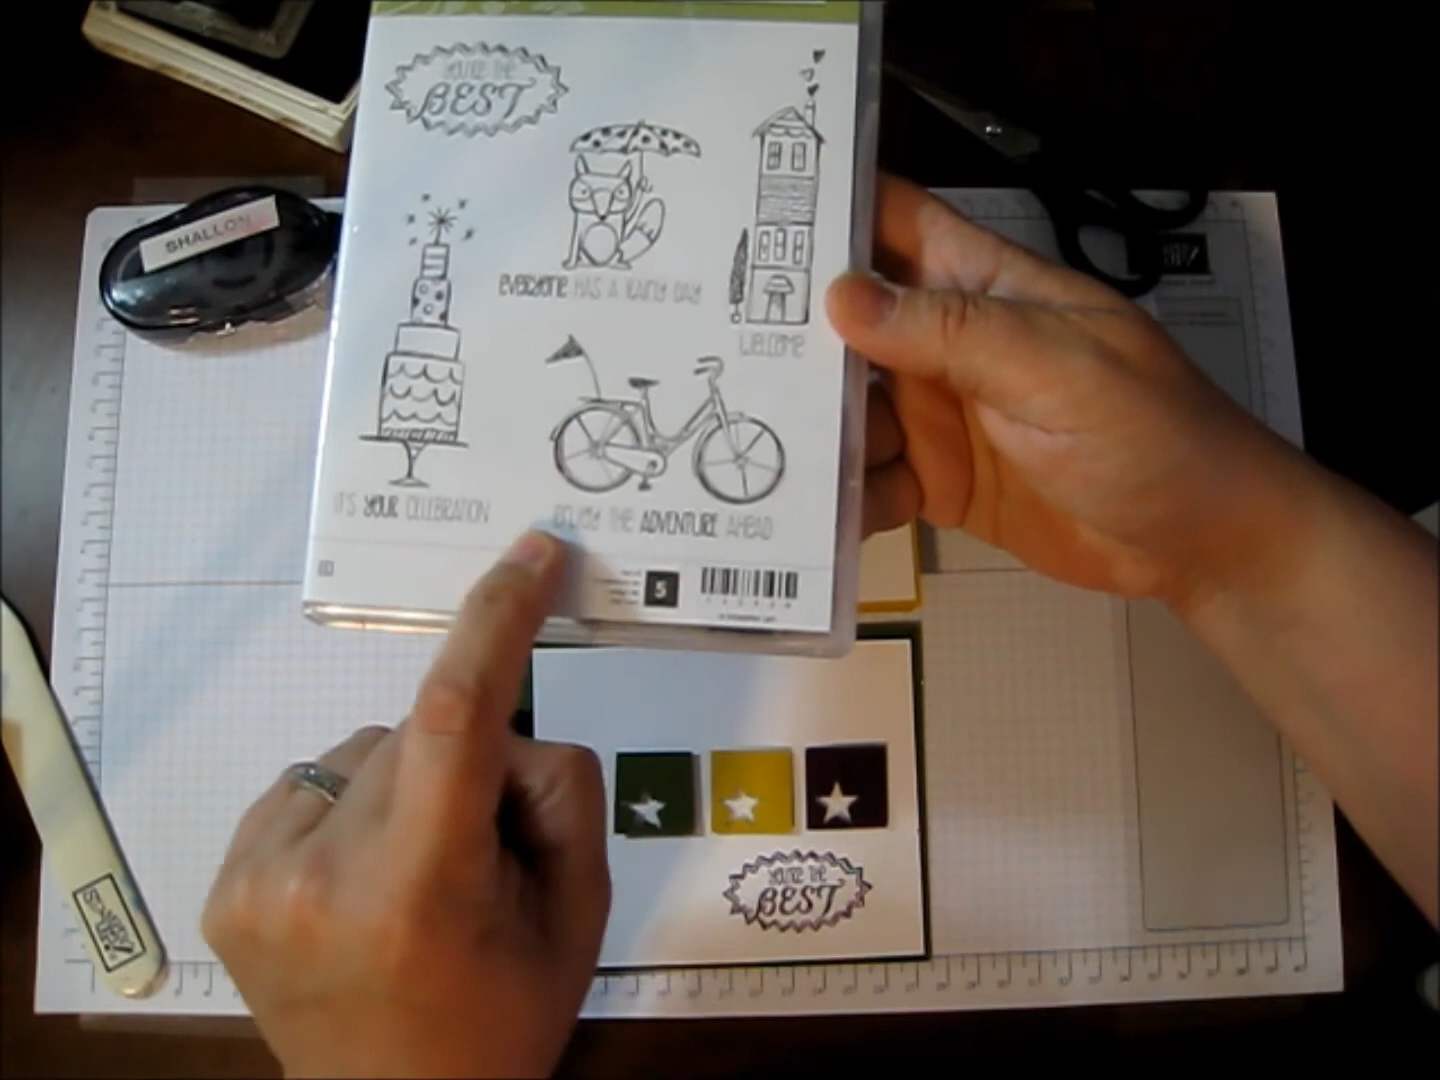 YOU'RE THE
BEST
SHALLON
EVERYONE HAS A RAINY DAY
WELCOME
IT'S YOUR CELEBRATION
ENJOY THE ADVENTURE AHEAD
5
YOU'RE THE
BEST